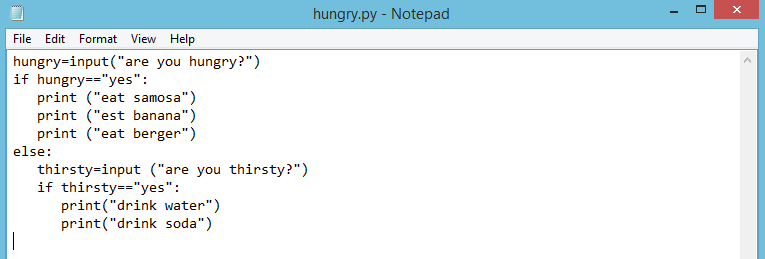 hungry.py - Notepad
File Edit Format View Help
hungry=input("are you hungry?")
if hungry=="yes":
   print ("eat samosa")
   print ("est banana")
   print ("eat berger")
else:
   thirsty=input ("are you thirsty?")
   if thirsty=="yes":
      print("drink water")
      print("drink soda")